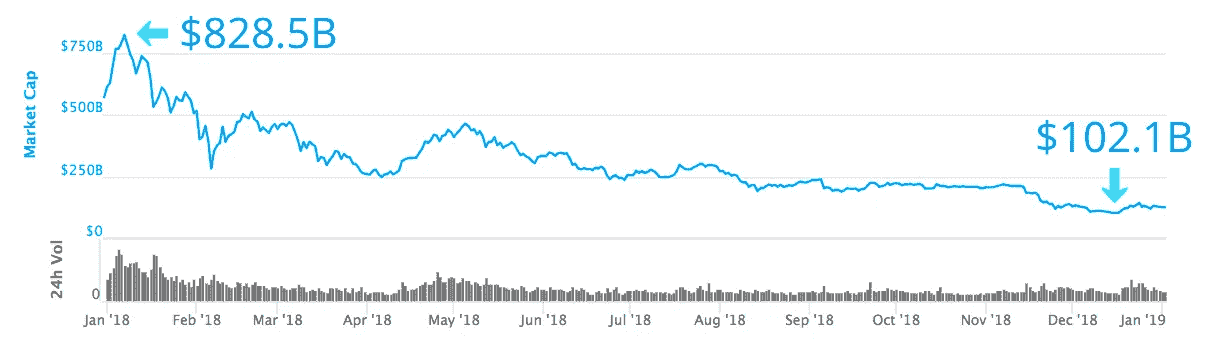 $828.5B
$750B
$500B
$102.1B
$250B
$0
Market Cap
24h Vol
0
Jan '18 Feb '18 Mar '18 Apr '18 May '18 Jun '18 Jul '18 Aug '18 Sep '18 Oct '18 Nov '18 Dec '18 Jan '19